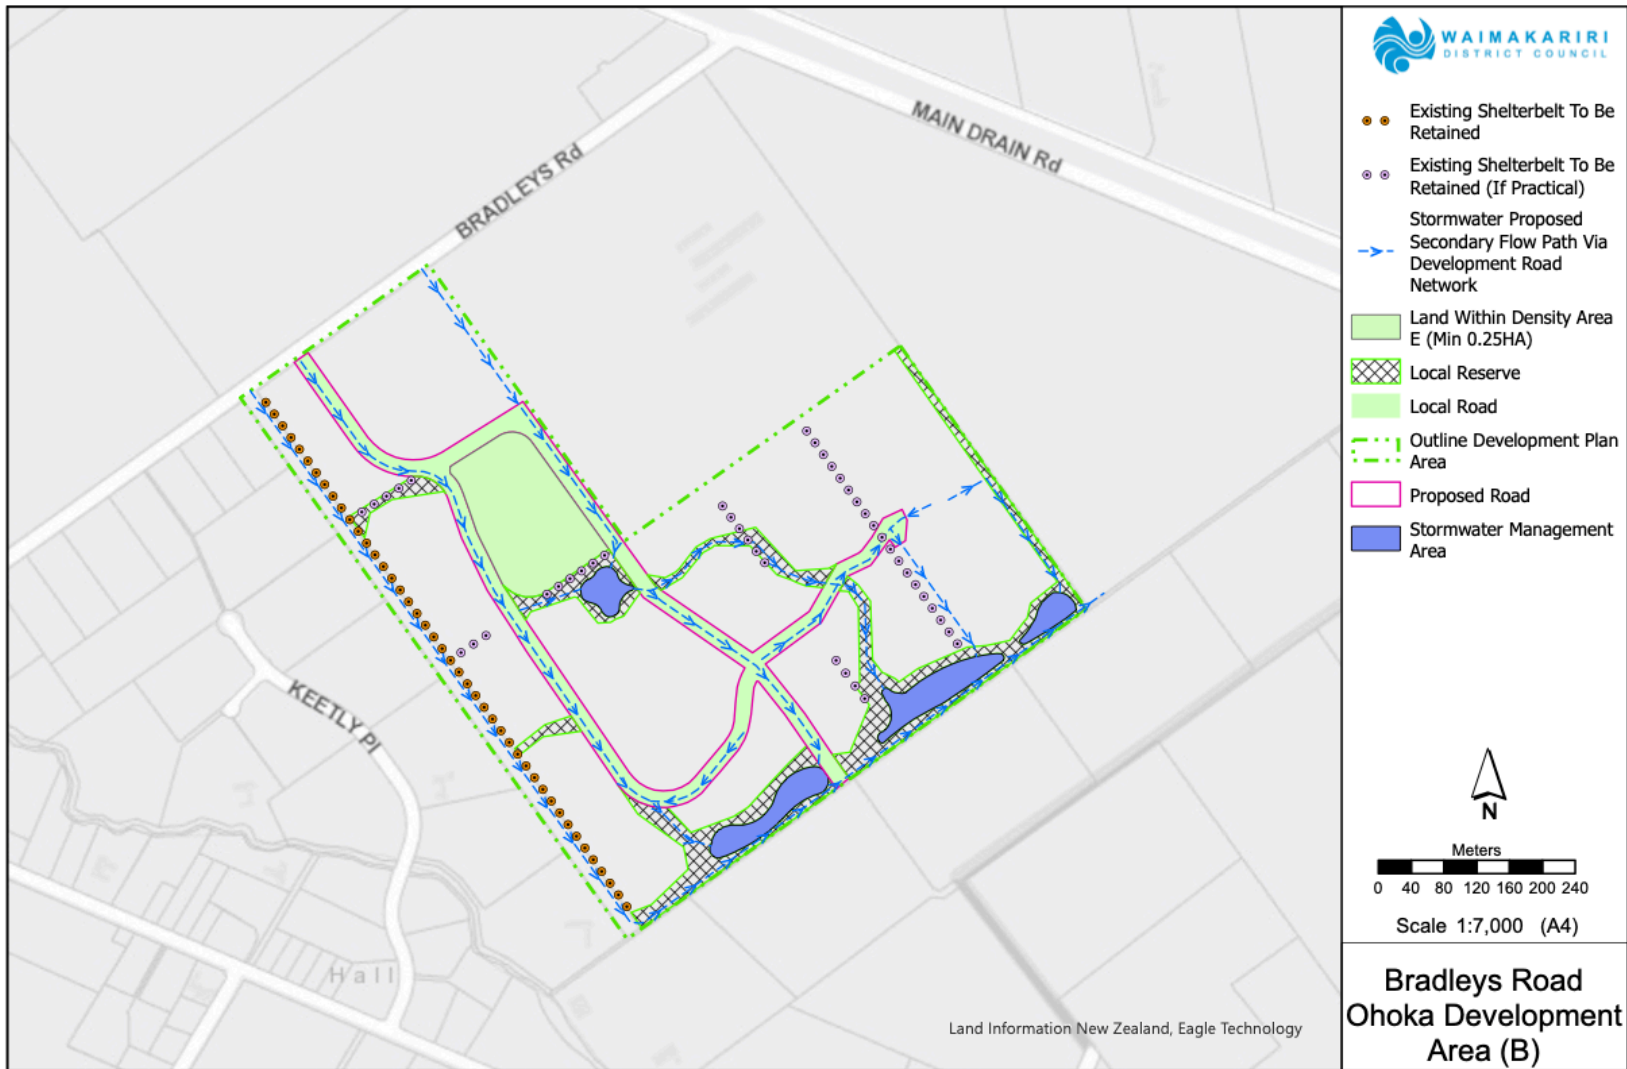 BRADLEYS Rd
MAIN DRAIN Rd
KEETLY Pl
Hall
Land Information New Zealand, Eagle Technology
WAIMAKARIRI
DISTRICT COUNCIL
Existing Shelterbelt To Be
Retained
Existing Shelterbelt To Be
Retained (If Practical)
Stormwater Proposed
Secondary Flow Path Via
Development Road
Network
Land Within Density Area
E (Min 0.25HA)
Local Reserve
Local Road
Outline Development Plan
Area
Proposed Road
Stormwater Management
Area
N
Meters
0 40 80 120 160 200 240
Scale 1:7,000 (A4)
Bradleys Road
Ohoka Development
Area (B)